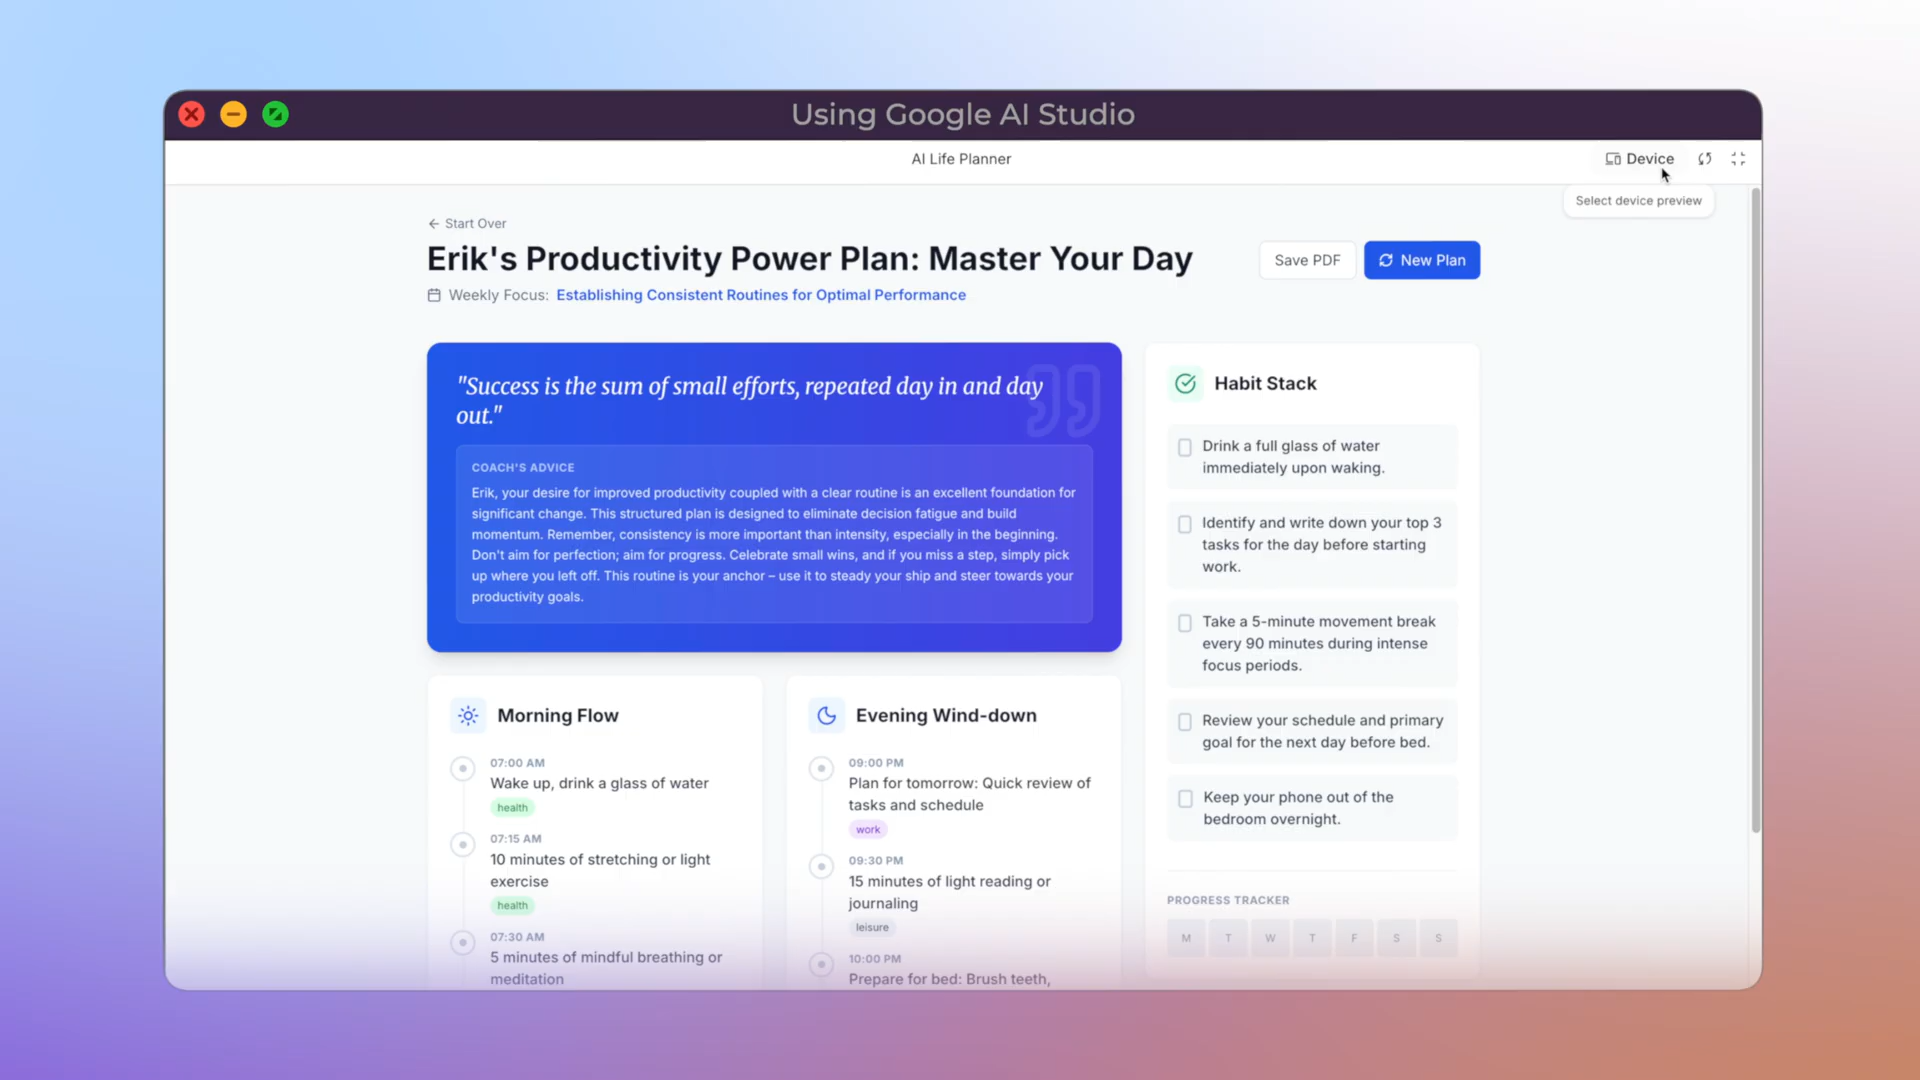 Using Google AI Studio
AI Life Planner
Device
Select device preview
Start Over
Erik's Productivity Power Plan: Master Your Day
Save PDF
New Plan
Weekly Focus: Establishing Consistent Routines for Optimal Performance
"Success is the sum of small efforts, repeated day in and day
out."
COACH'S ADVICE
Erik, your desire for improved productivity coupled with a clear routine is an excellent foundation for
significant change. This structured plan is designed to eliminate decision fatigue and build
momentum. Remember, consistency is more important than intensity, especially in the beginning.
Don't aim for perfection; aim for progress. Celebrate small wins, and if you miss a step, simply pick
up where you left off. This routine is your anchor – use it to steady your ship and steer towards your
productivity goals.
Morning Flow
07:00 AM
Wake up, drink a glass of water
health
07:15 AM
10 minutes of stretching or light
exercise
health
07:30 AM
5 minutes of mindful breathing or
meditation
Evening Wind-down
09:00 PM
Plan for tomorrow: Quick review of
tasks and schedule
work
09:30 PM
15 minutes of light reading or
journaling
leisure
10:00 PM
Prepare for bed: Brush teeth,
Habit Stack
Drink a full glass of water
immediately upon waking.
Identify and write down your top 3
tasks for the day before starting
work.
Take a 5-minute movement break
every 90 minutes during intense
focus periods.
Review your schedule and primary
goal for the next day before bed.
Keep your phone out of the
bedroom overnight.
PROGRESS TRACKER
M T W T F S S